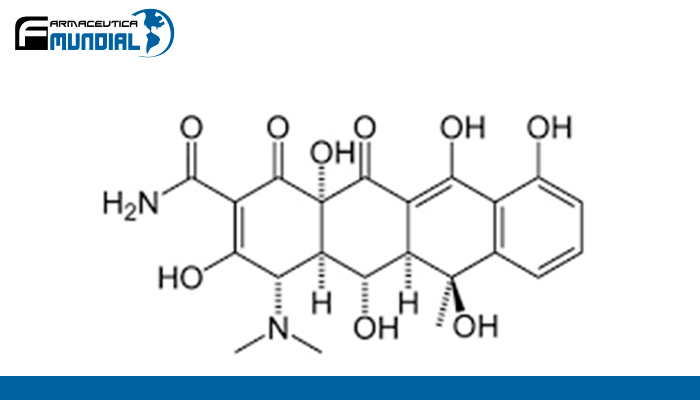 FARMACEUTICA
MUNDIAL
O O O OH OH
OH
H₂N
HO
H H
N OH OH